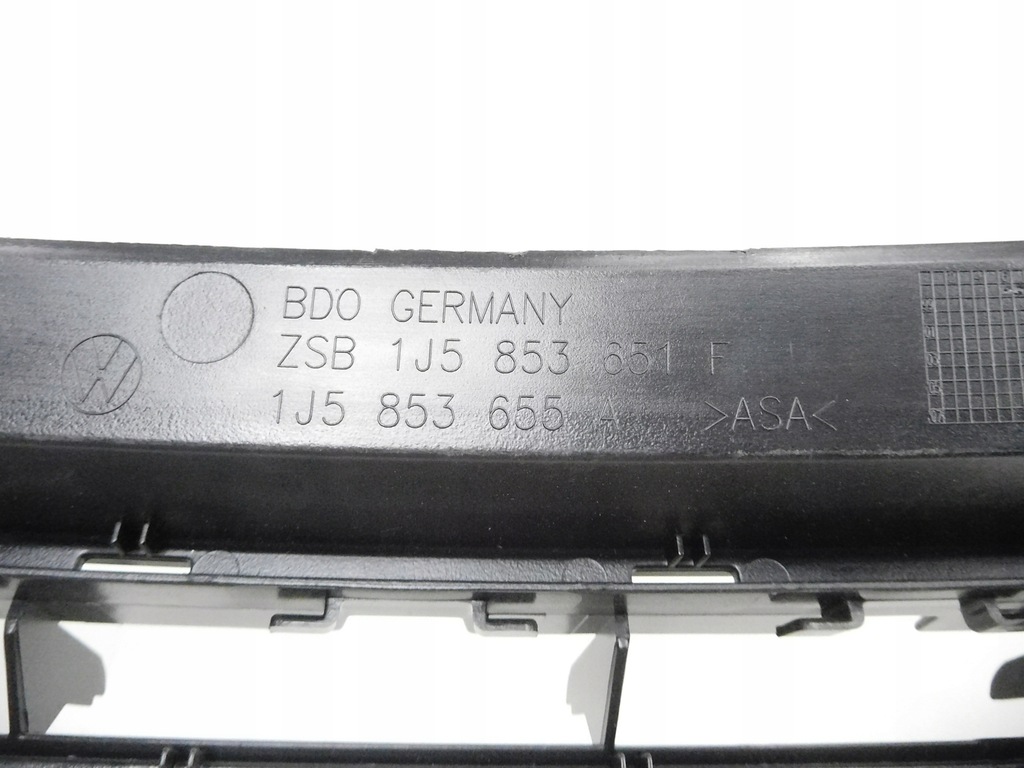 BDO GERMANY
ZSB 1J5 853 651 F
1J5 853 655 A >ASA<